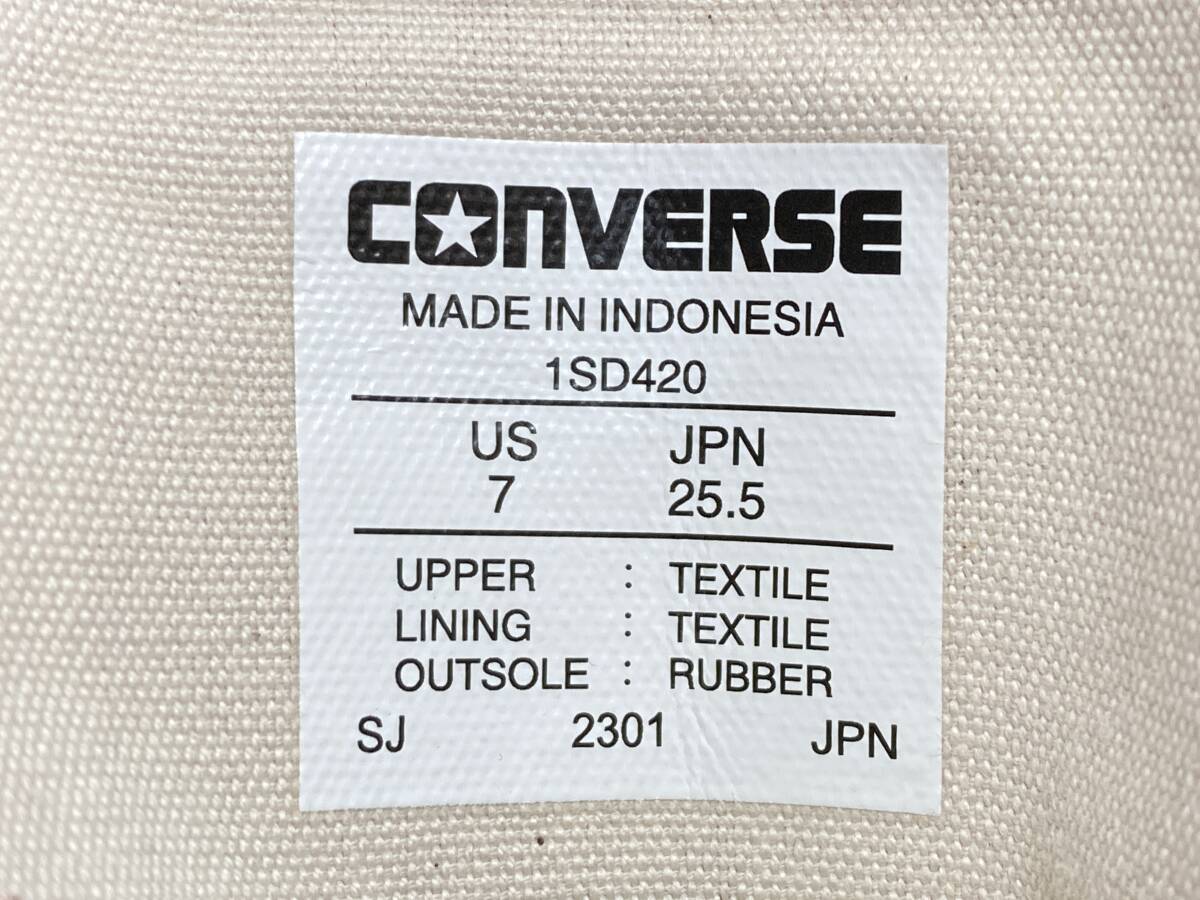 CONVERSE
MADE IN INDONESIA
1SD420
US JPN
7 25.5
UPPER : TEXTILE
LINING : TEXTILE
OUTSOLE : RUBBER
SJ 2301 JPN